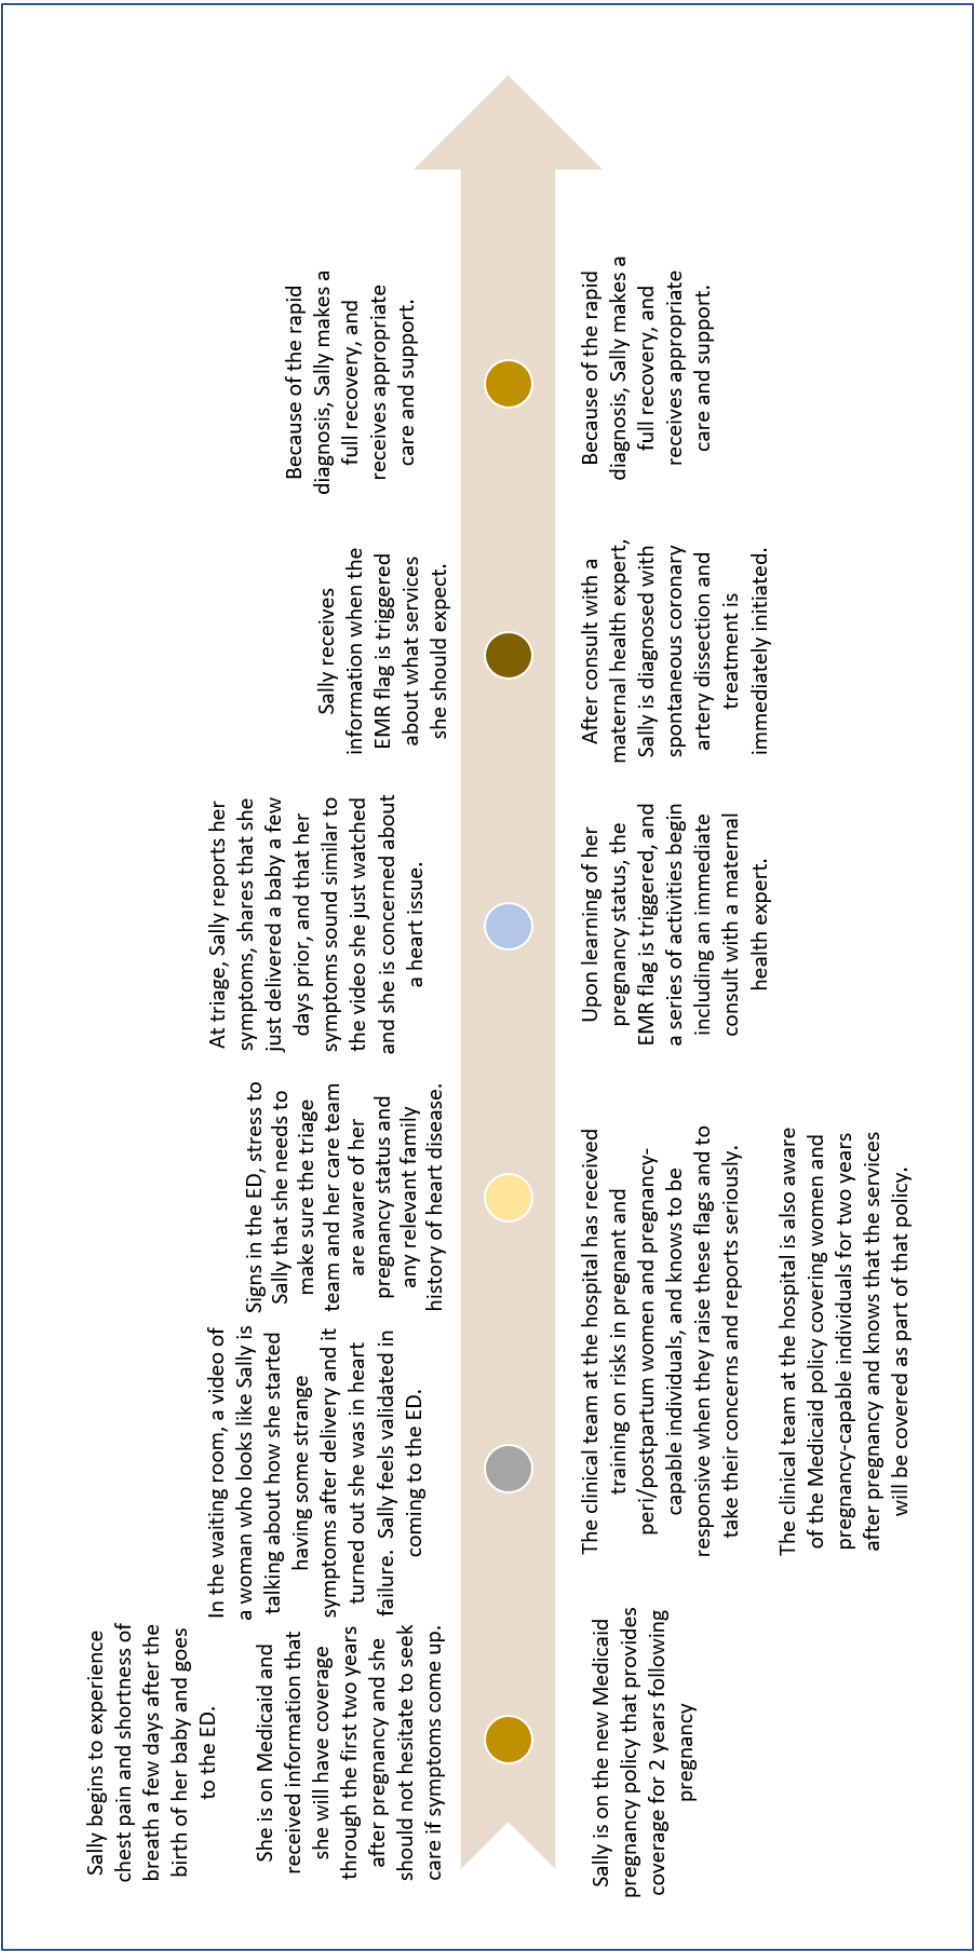 Sally begins to experience
chest pain and shortness of
breath a few days after the
birth of her baby and goes
to the ED.
She is on Medicaid and
received information that
she will have coverage
through the first two years
after pregnancy and she
should not hesitate to seek
care if symptoms come up.
In the waiting room, a video of
a woman who looks like Sally is
talking about how she started
having some strange
symptoms after delivery and it
turned out she was in heart
failure. Sally feels validated in
coming to the ED.
Signs in the ED, stress to
Sally that she needs to
make sure the triage
team and her care team
are aware of her
pregnancy status and
any relevant family
history of heart disease.
At triage, Sally reports her
symptoms, shares that she
just delivered a baby a few
days prior, and that her
symptoms sound similar to
the video she just watched
and she is concerned about
a heart issue.
Sally receives
information when the
EMR flag is triggered
about what services
she should expect.
Because of the rapid
diagnosis, Sally makes a
full recovery, and
receives appropriate
care and support.
Sally is on the new Medicaid
pregnancy policy that provides
coverage for 2 years following
pregnancy
The clinical team at the hospital has received
training on risks in pregnant and
peri/postpartum women and pregnancy-
capable individuals, and knows to be
responsive when they raise these flags and to
take their concerns and reports seriously.
The clinical team at the hospital is also aware
of the Medicaid policy covering women and
pregnancy-capable individuals for two years
after pregnancy and knows that the services
will be covered as part of that policy.
Upon learning of her
pregnancy status, the
EMR flag is triggered, and
a series of activities begin
including an immediate
consult with a maternal
health expert.
After consult with a
maternal health expert,
Sally is diagnosed with
spontaneous coronary
artery dissection and
treatment is
immediately initiated.
Because of the rapid
diagnosis, Sally makes a
full recovery, and
receives appropriate
care and support.